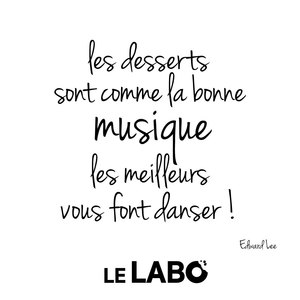 les desserts
sont comme la bonne
musique
les meilleurs
vous font danser !
Edward Lee
LE LABO